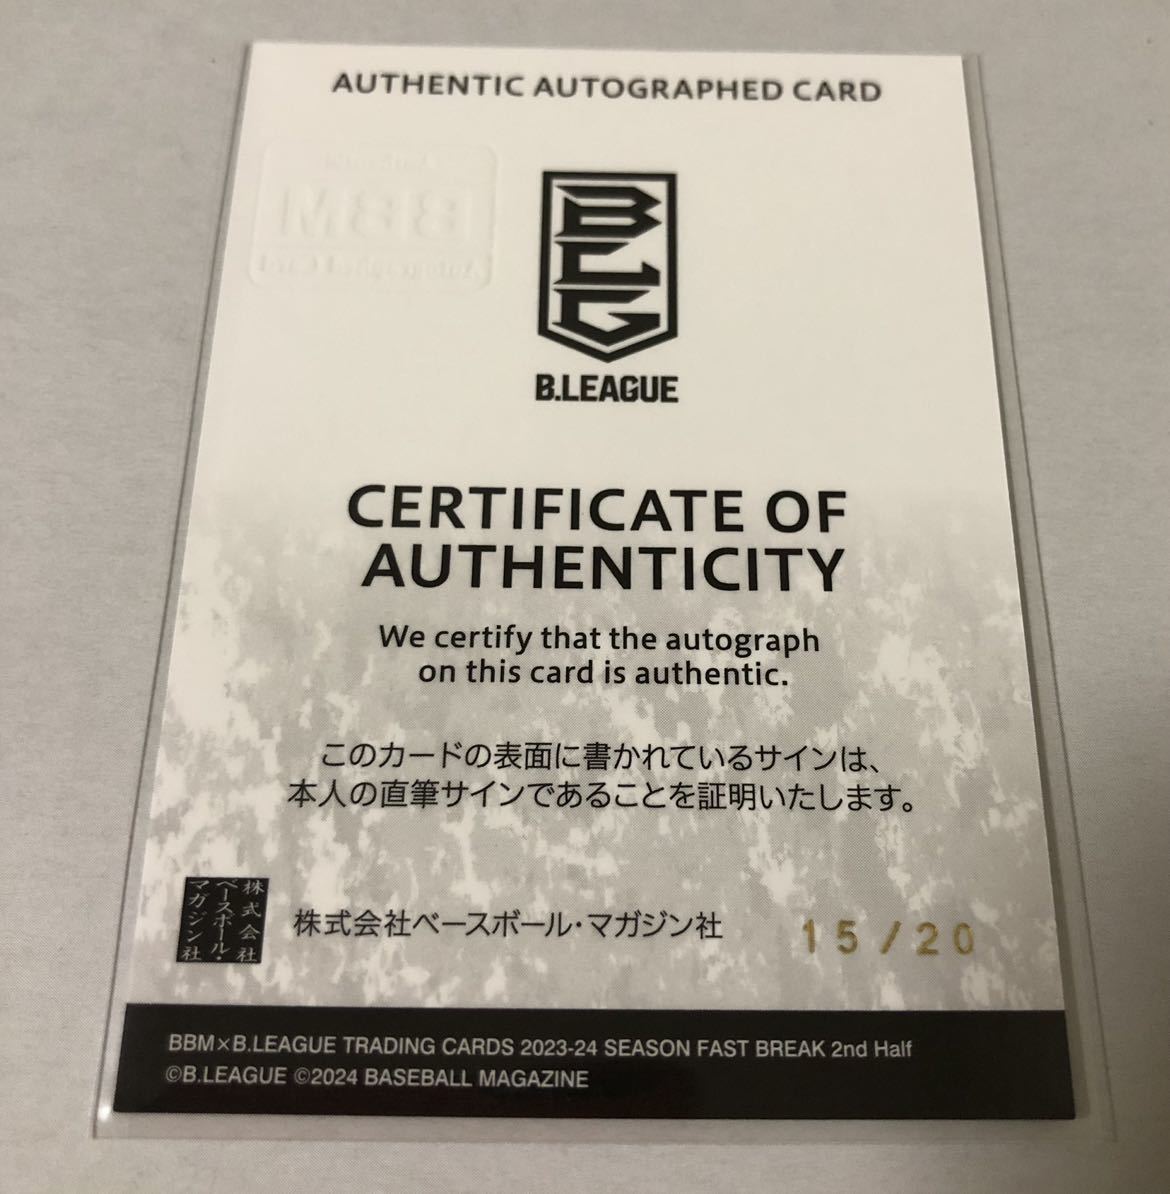 AUTHENTIC AUTOGRAPHED CARD
Authentic
BBM
Autographed Card
BLG
B.LEAGUE
CERTIFICATE OF
AUTHENTICITY
We certify that the autograph
on this card is authentic.
このカードの表面に書かれているサインは、
本人の直筆サインであることを証明いたします。
株式会社
ベースボール・
マガジン社
株式会社ベースボール・マガジン社
15/20
BBM×B.LEAGUE TRADING CARDS 2023-24 SEASON FAST BREAK 2nd Half
©B.LEAGUE ©2024 BASEBALL MAGAZINE